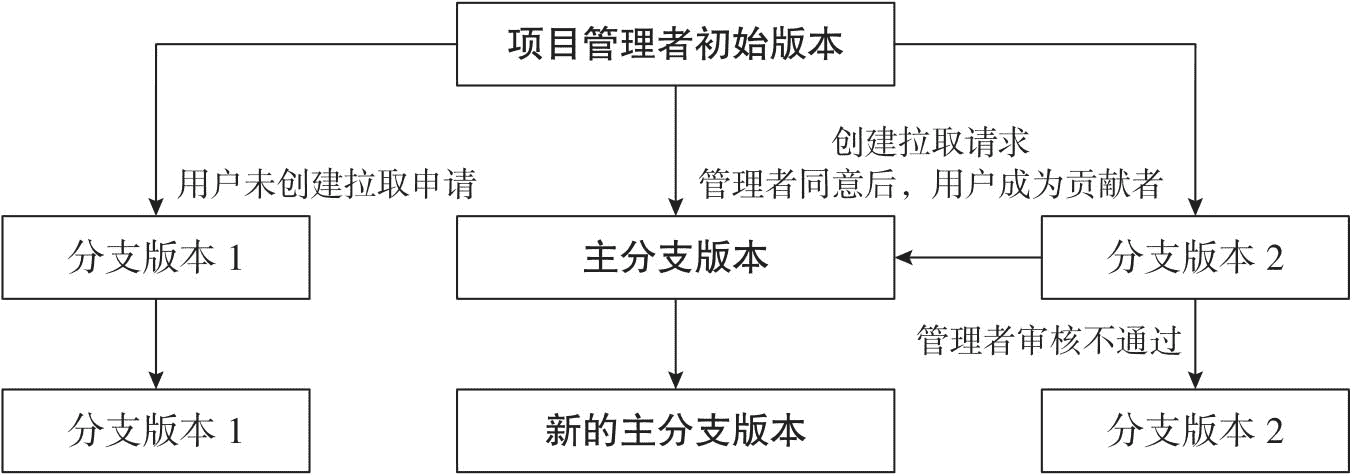 项目管理者初始版本
创建拉取请求
用户未创建拉取申请
管理者同意后，用户成为贡献者
分支版本 1
主分支版本
分支版本 2
管理者审核不通过
分支版本 1
新的主分支版本
分支版本 2